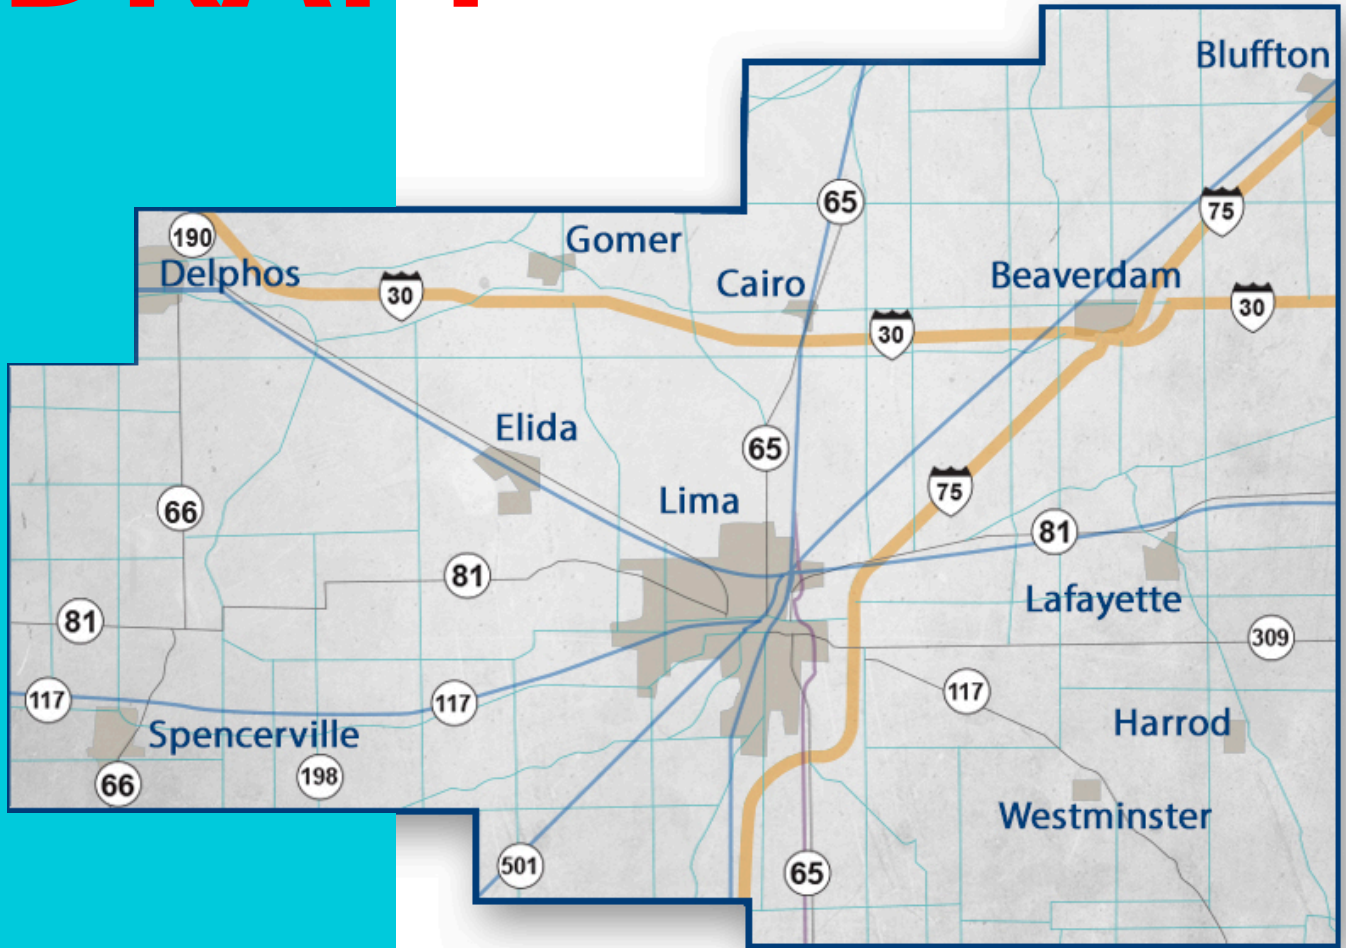 DRAFT
Bluffton
65
75
190
Gomer
Delphos
Cairo
Beaverdam
30
30
30
Elida
65
Lima
75
66
81
81
Lafayette
81
309
117
117
117
Spencerville
Harrod
66
198
Westminster
501
65